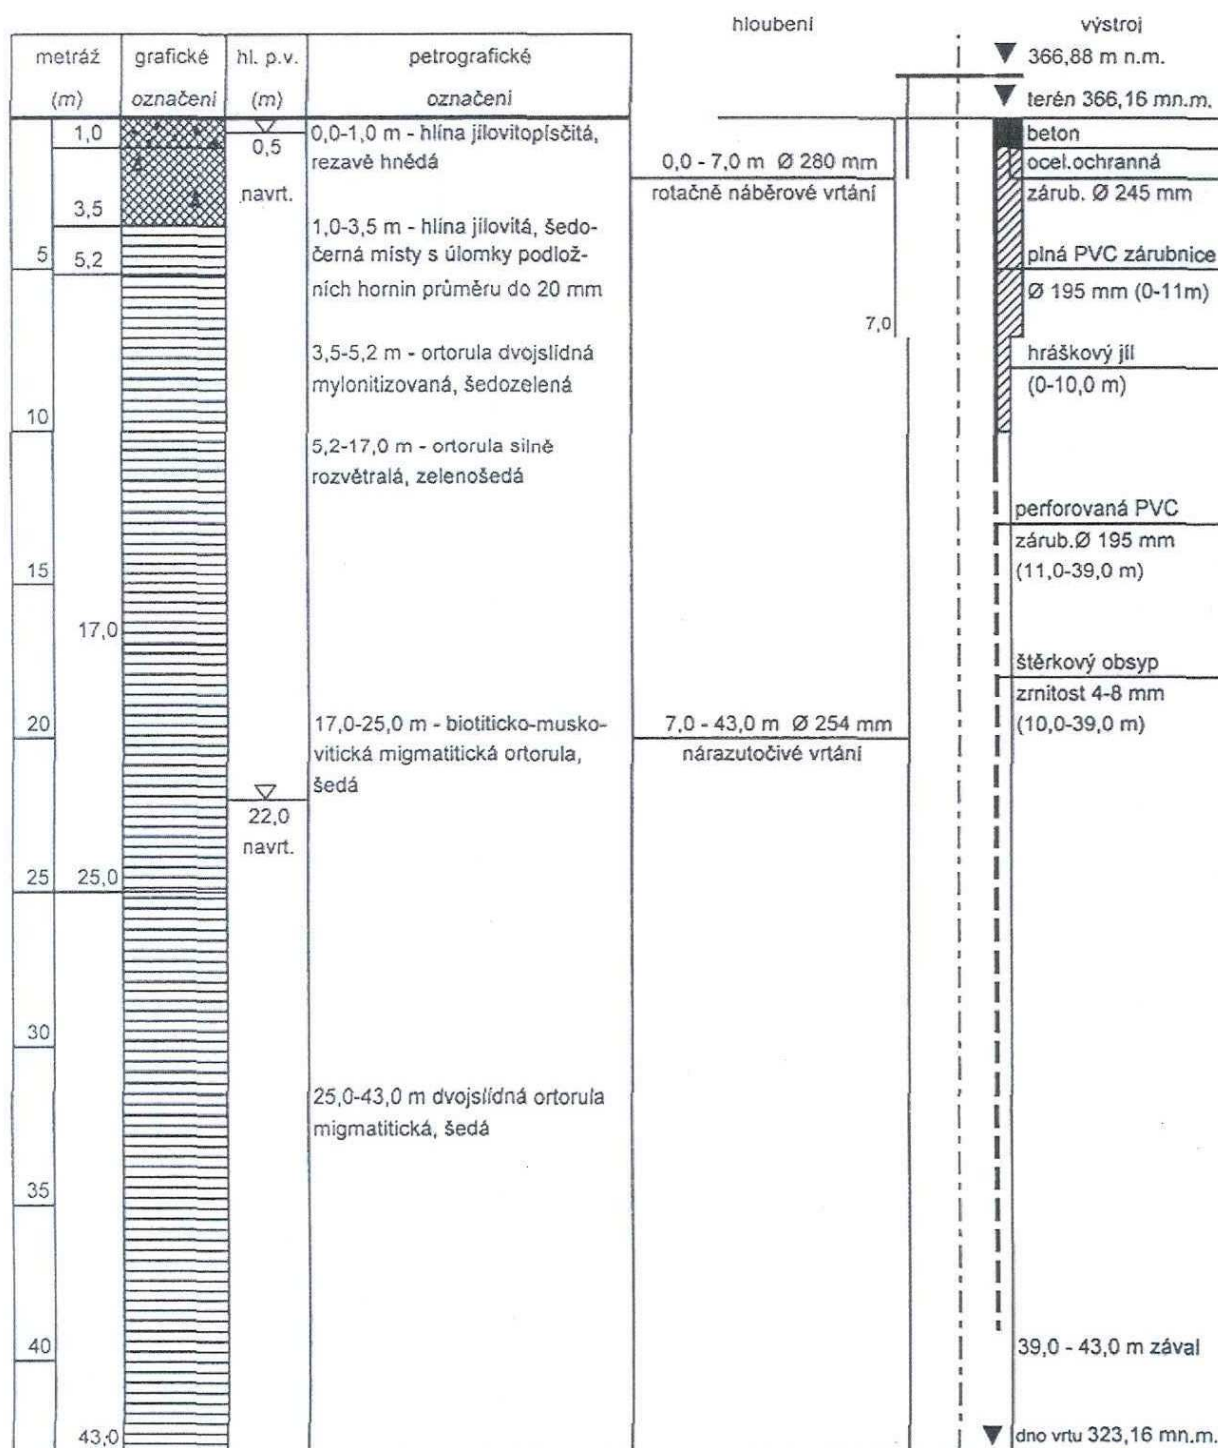 hloubení
výstroj
metráž
(m)
grafické
označení
hl. p.v.
(m)
petrografické
označení
366,88 m n.m.
terén 366,16 mn.m.
1,0
3,5
5
5,2
10
15
17,0
20
25
25,0
30
35
40
43,0
0,5
navrt.
22,0
navrt.
0,0-1,0 m - hlína jílovitopísčitá,
rezavě hnědá
1,0-3,5 m - hlína jílovitá, šedo-
černá místy s úlomky podlož-
ních hornin průměru do 20 mm
3,5-5,2 m - ortorula dvojslídná
mylonitizovaná, šedozelená
5,2-17,0 m - ortorula silně
rozvětralá, zelenošedá
17,0-25,0 m - biotiticko-musko-
vitická migmatitická ortorula,
šedá
25,0-43,0 m dvojslídná ortorula
migmatitická, šedá
0,0 - 7,0 m Ø 280 mm
rotačně náběrové vrtání
7,0
7,0 - 43,0 m Ø 254 mm
nárazutočivé vrtání
beton
ocel.ochranná
zárub. Ø 245 mm
plná PVC zárubnice
Ø 195 mm (0-11m)
hráškový jíl
(0-10,0 m)
perforovaná PVC
zárub.Ø 195 mm
(11,0-39,0 m)
štěrkový obsyp
zrnitost 4-8 mm
(10,0-39,0 m)
39,0 - 43,0 m zával
dno vrtu 323,16 mn.m.